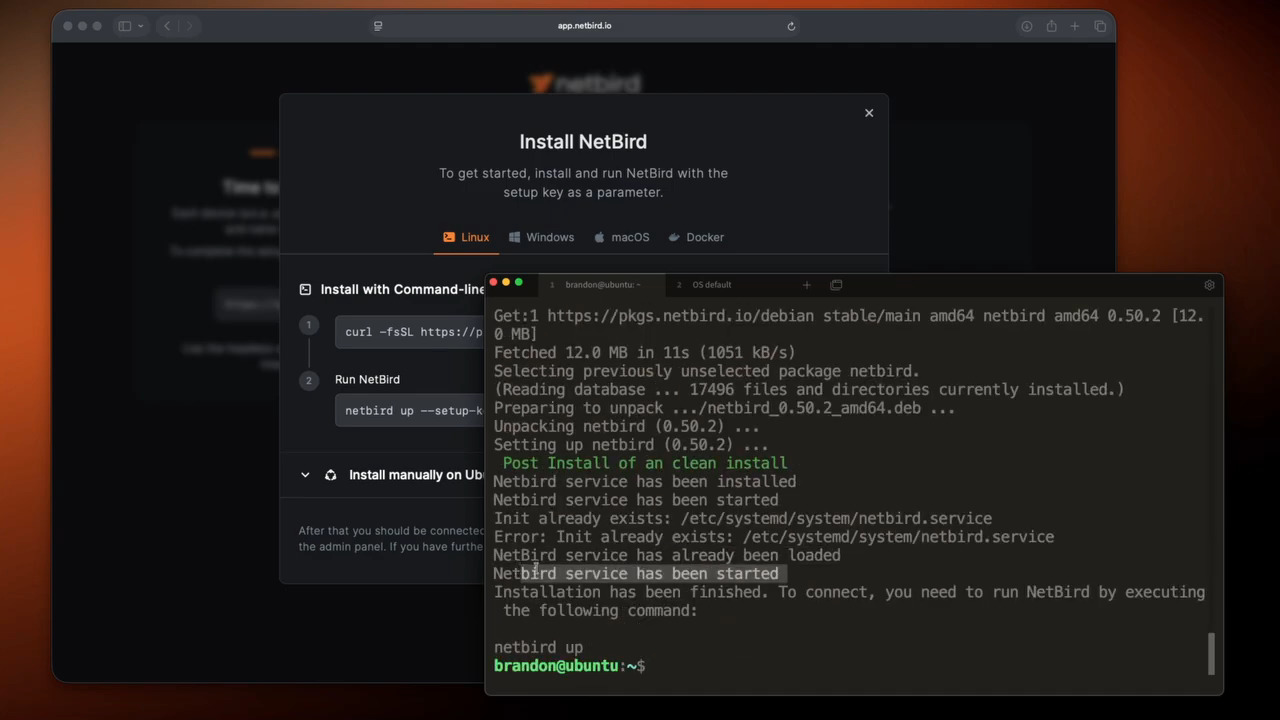 app.netbird.io
netbird
Install NetBird
To get started, install and run NetBird with the
setup key as a parameter.
Linux
Windows
macOS
Docker
Install with Command-line
1
curl -fsSL https://p
2
Run NetBird
netbird up --setup-k
Install manually on Ub
After that you should be connected
the admin panel. If you have furthe
1 brandon@ubuntu: ~
2 OS default
Get:1 https://pkgs.netbird.io/debian stable/main amd64 netbird amd64 0.50.2 [12.
0 MB]
Fetched 12.0 MB in 11s (1051 kB/s)
Selecting previously unselected package netbird.
(Reading database ... 17496 files and directories currently installed.)
Preparing to unpack .../netbird_0.50.2_amd64.deb ...
Unpacking netbird (0.50.2) ...
Setting up netbird (0.50.2) ...
Post Install of an clean install
Netbird service has been installed
Netbird service has been started
Init already exists: /etc/systemd/system/netbird.service
Error: Init already exists: /etc/systemd/system/netbird.service
NetBird service has already been loaded
Netbird service has been started
Installation has been finished. To connect, you need to run NetBird by executing
the following command:
netbird up
brandon@ubuntu:~$